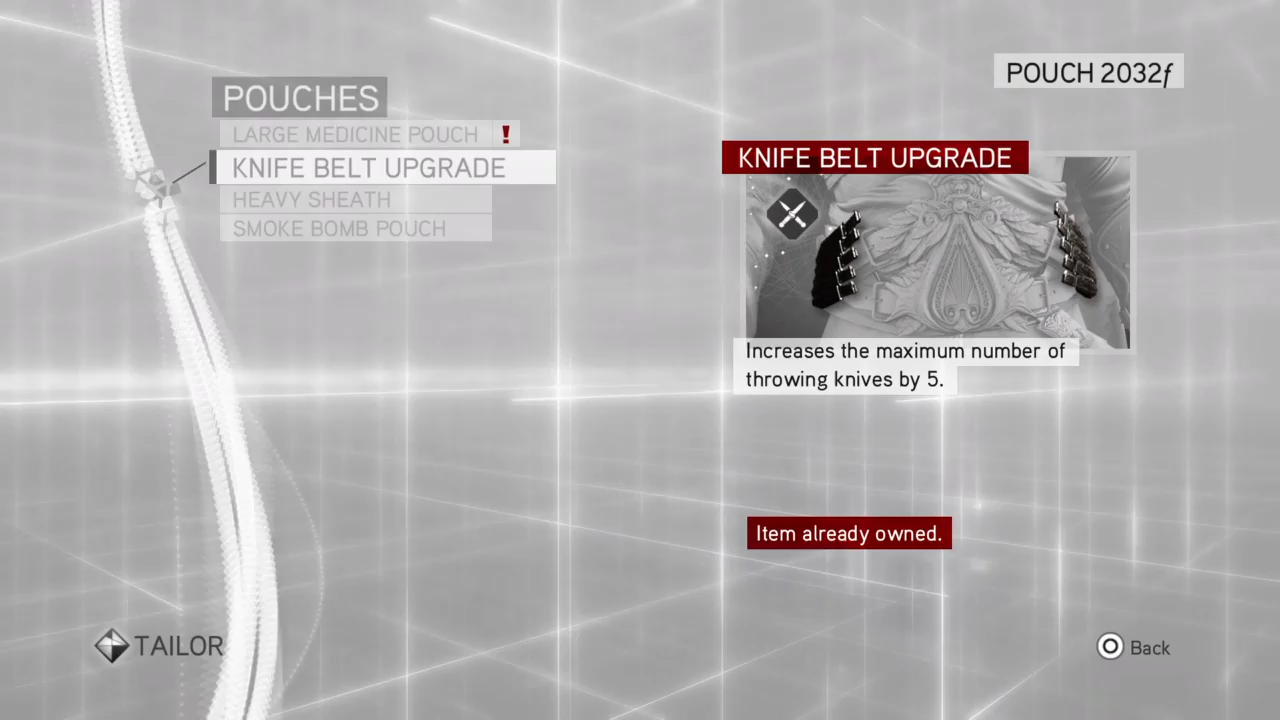 POUCH 2032ƒ
POUCHES
LARGE MEDICINE POUCH !
KNIFE BELT UPGRADE
HEAVY SHEATH
SMOKE BOMB POUCH
KNIFE BELT UPGRADE
Increases the maximum number of
throwing knives by 5.
Item already owned.
TAILOR
Back